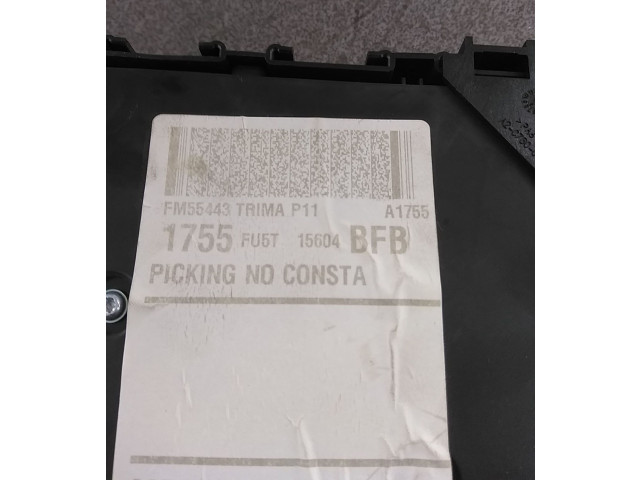 FM55443 TRIMA P11 A1755
1755 FU5T 15604 BFB
PICKING NO CONSTA